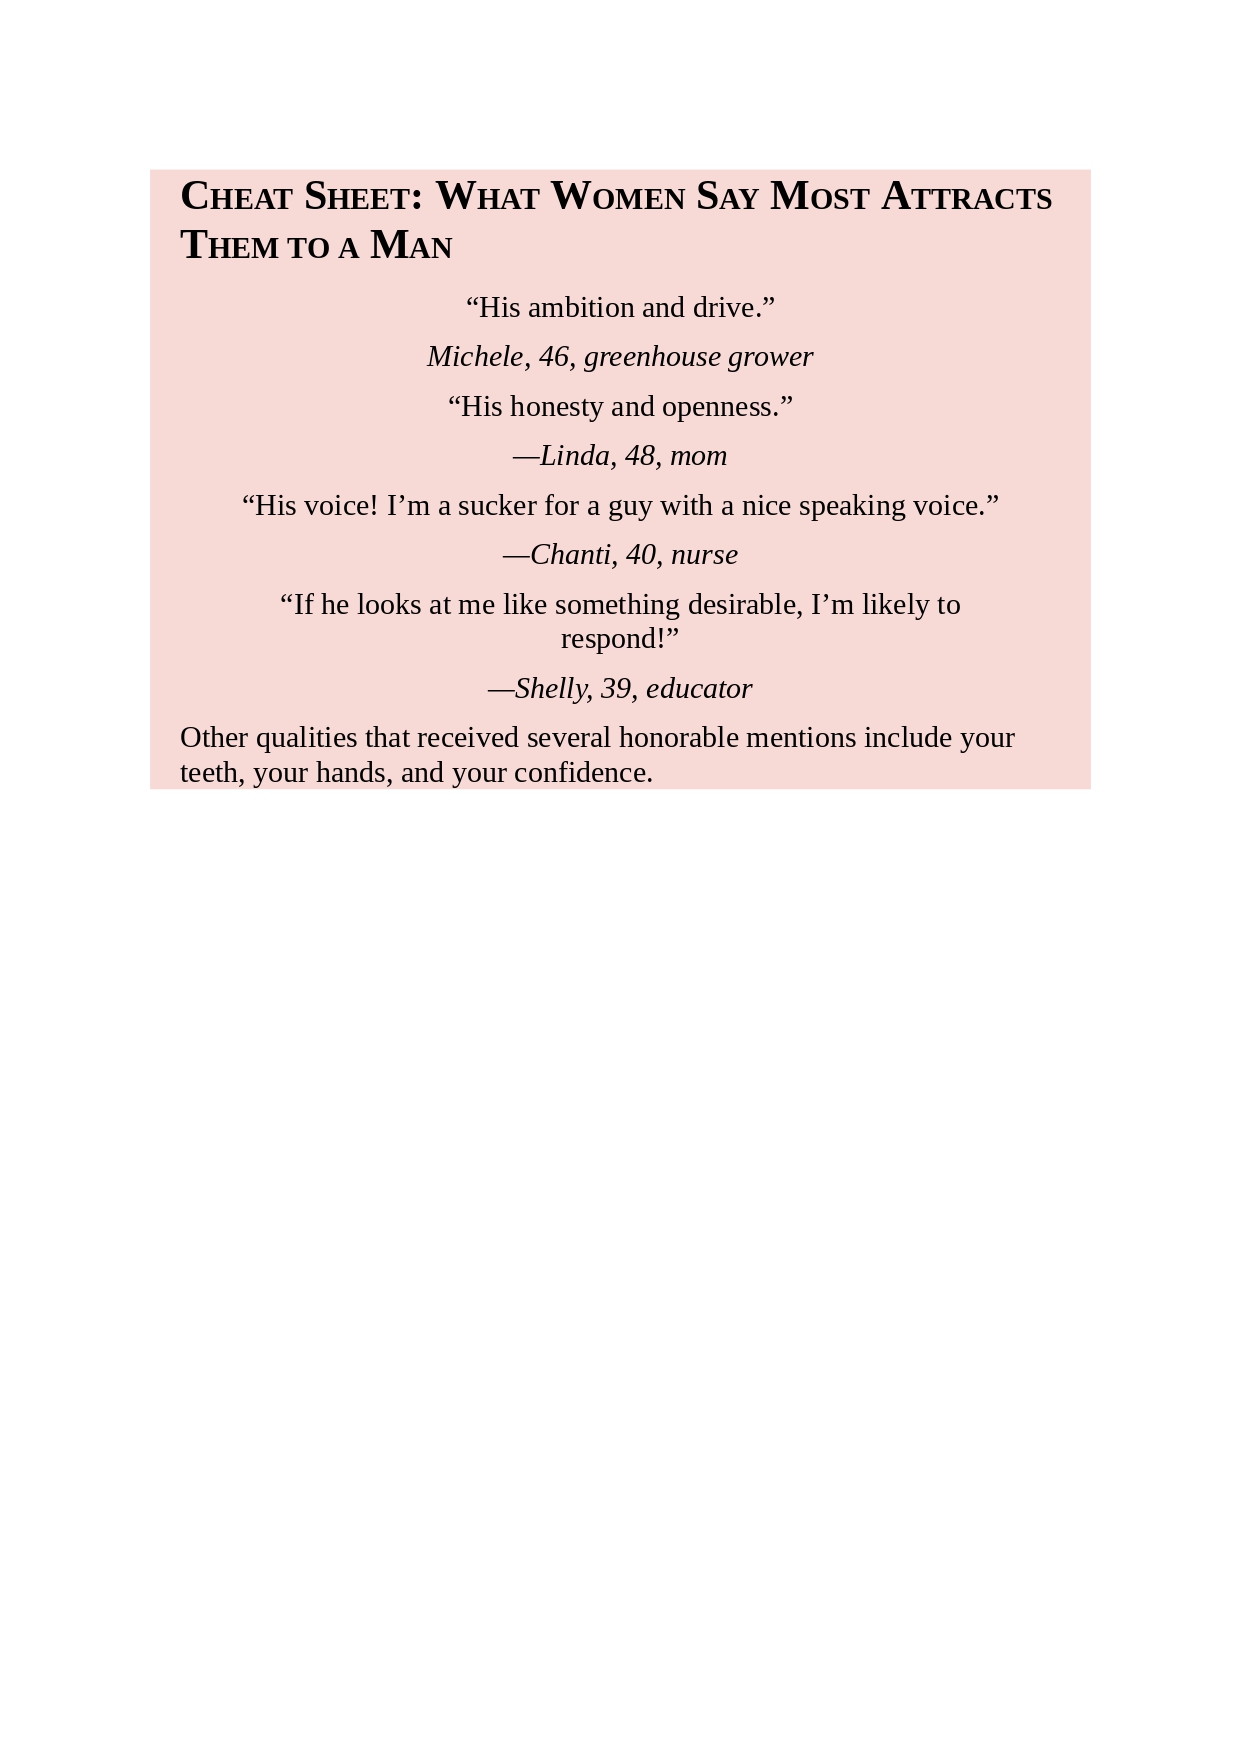 Cheat Sheet: What Women Say Most Attracts
Them to a Man
“His ambition and drive.”
Michele, 46, greenhouse grower
“His honesty and openness.”
—Linda, 48, mom
“His voice! I’m a sucker for a guy with a nice speaking voice.”
—Chanti, 40, nurse
“If he looks at me like something desirable, I’m likely to
respond!”
—Shelly, 39, educator
Other qualities that received several honorable mentions include your
teeth, your hands, and your confidence.